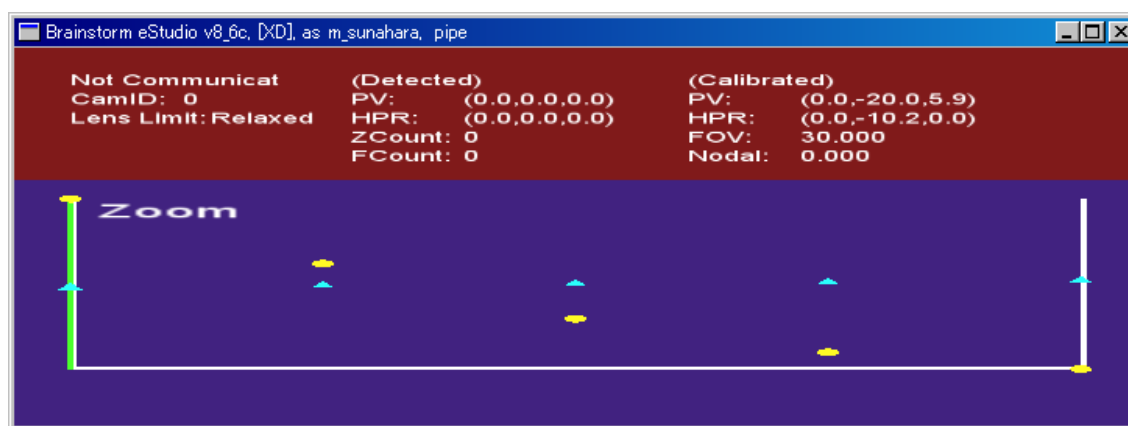 Brainstorm eStudio v8_6c, [XD], as m_sunahara, pipe
Not Communicat (Detected) (Calibrated)
CamID: 0 PV: (0.0,0.0,0.0) PV: (0.0,-20.0,5.9)
Lens Limit: Relaxed HPR: (0.0,0.0,0.0) HPR: (0.0,-10.2,0.0)
ZCount: 0 FOV: 30.000
FCount: 0 Nodal: 0.000
Zoom